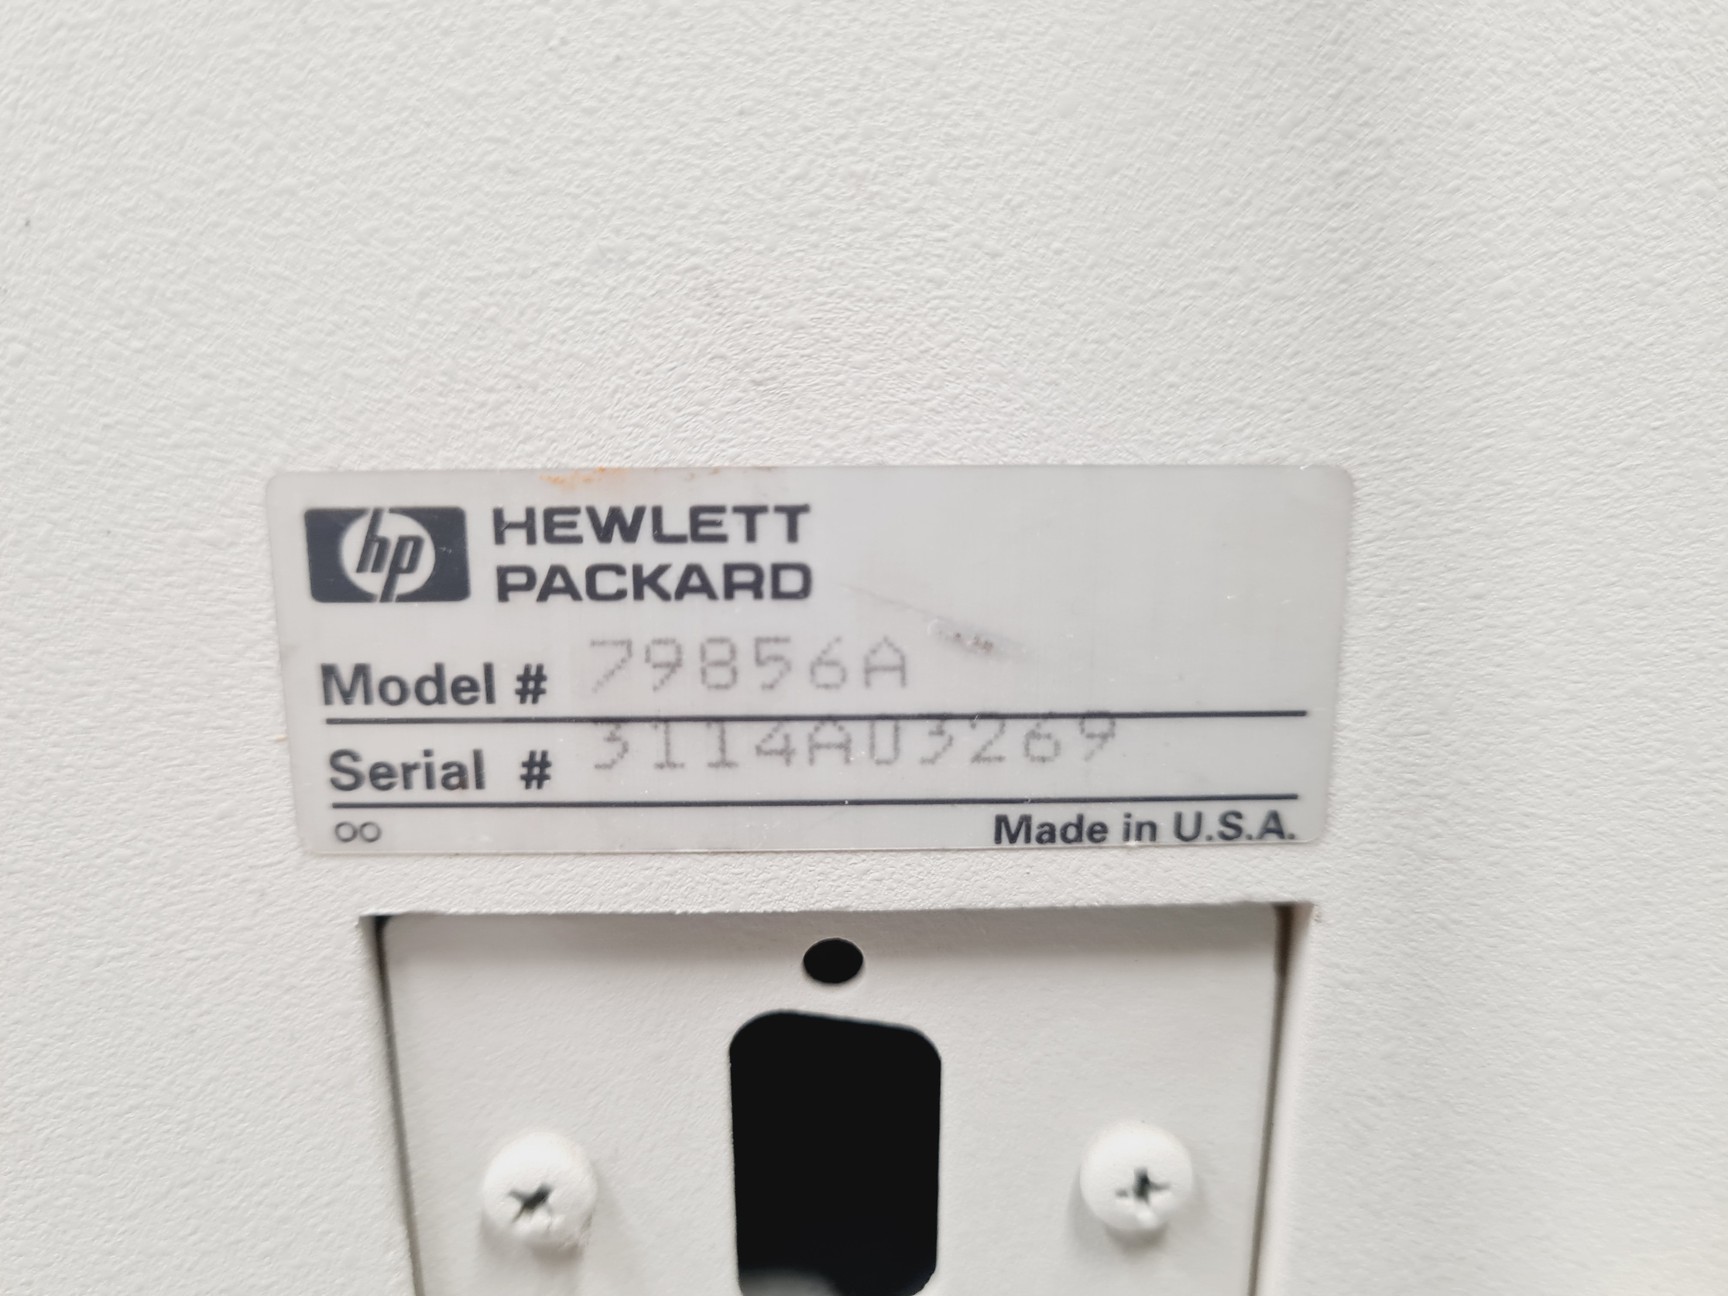 hp HEWLETT
PACKARD
Model # 79856A
Serial # 3114A03269
00 Made in U.S.A.